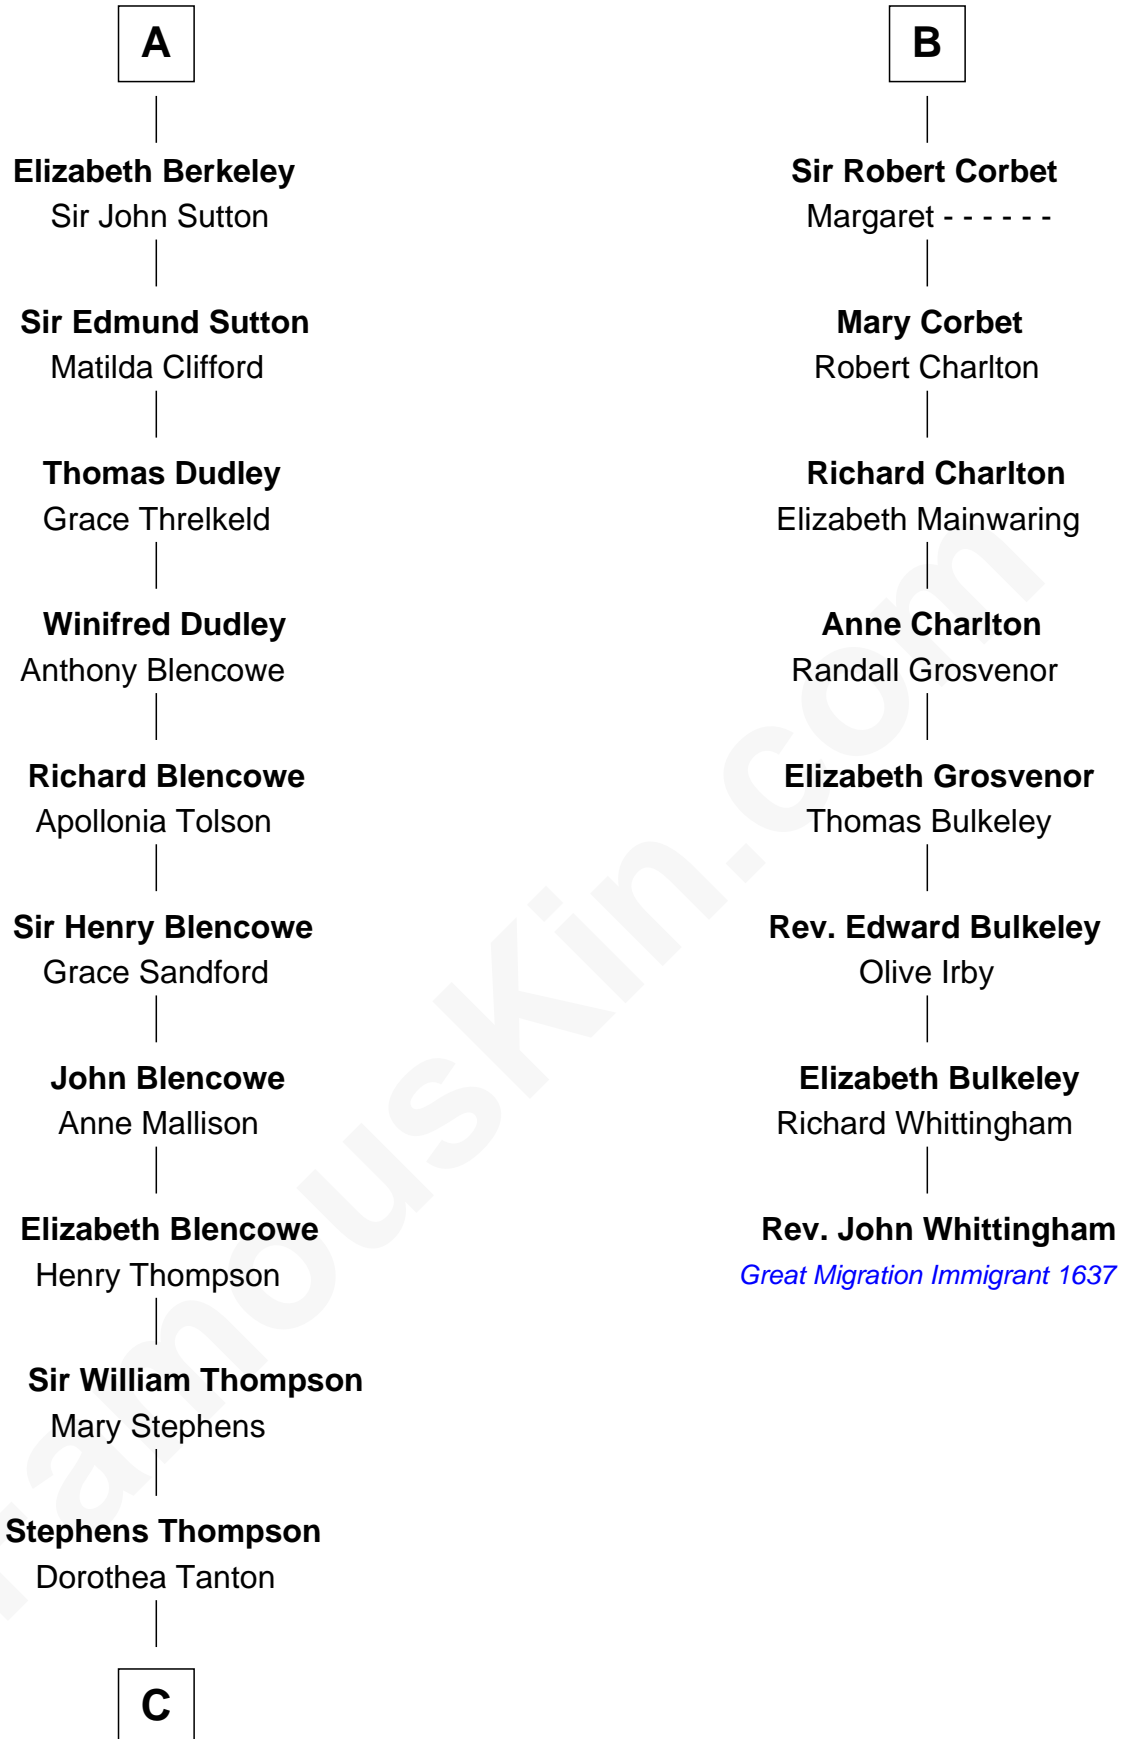 A
Elizabeth Berkeley
Sir John Sutton
Sir Edmund Sutton
Matilda Clifford
Thomas Dudley
Grace Threlkeld
Winifred Dudley
Anthony Blencowe
Richard Blencowe
Apollonia Tolson
Sir Henry Blencowe
Grace Sandford
John Blencowe
Anne Mallison
Elizabeth Blencowe
Henry Thompson
Sir William Thompson
Mary Stephens
Stephens Thompson
Dorothea Tanton
C
B
Sir Robert Corbet
Margaret - - - - - -
Mary Corbet
Robert Charlton
Richard Charlton
Elizabeth Mainwaring
Anne Charlton
Randall Grosvenor
Elizabeth Grosvenor
Thomas Bulkeley
Rev. Edward Bulkeley
Olive Irby
Elizabeth Bulkeley
Richard Whittingham
Rev. John Whittingham
Great Migration Immigrant 1637
FamousKin.com